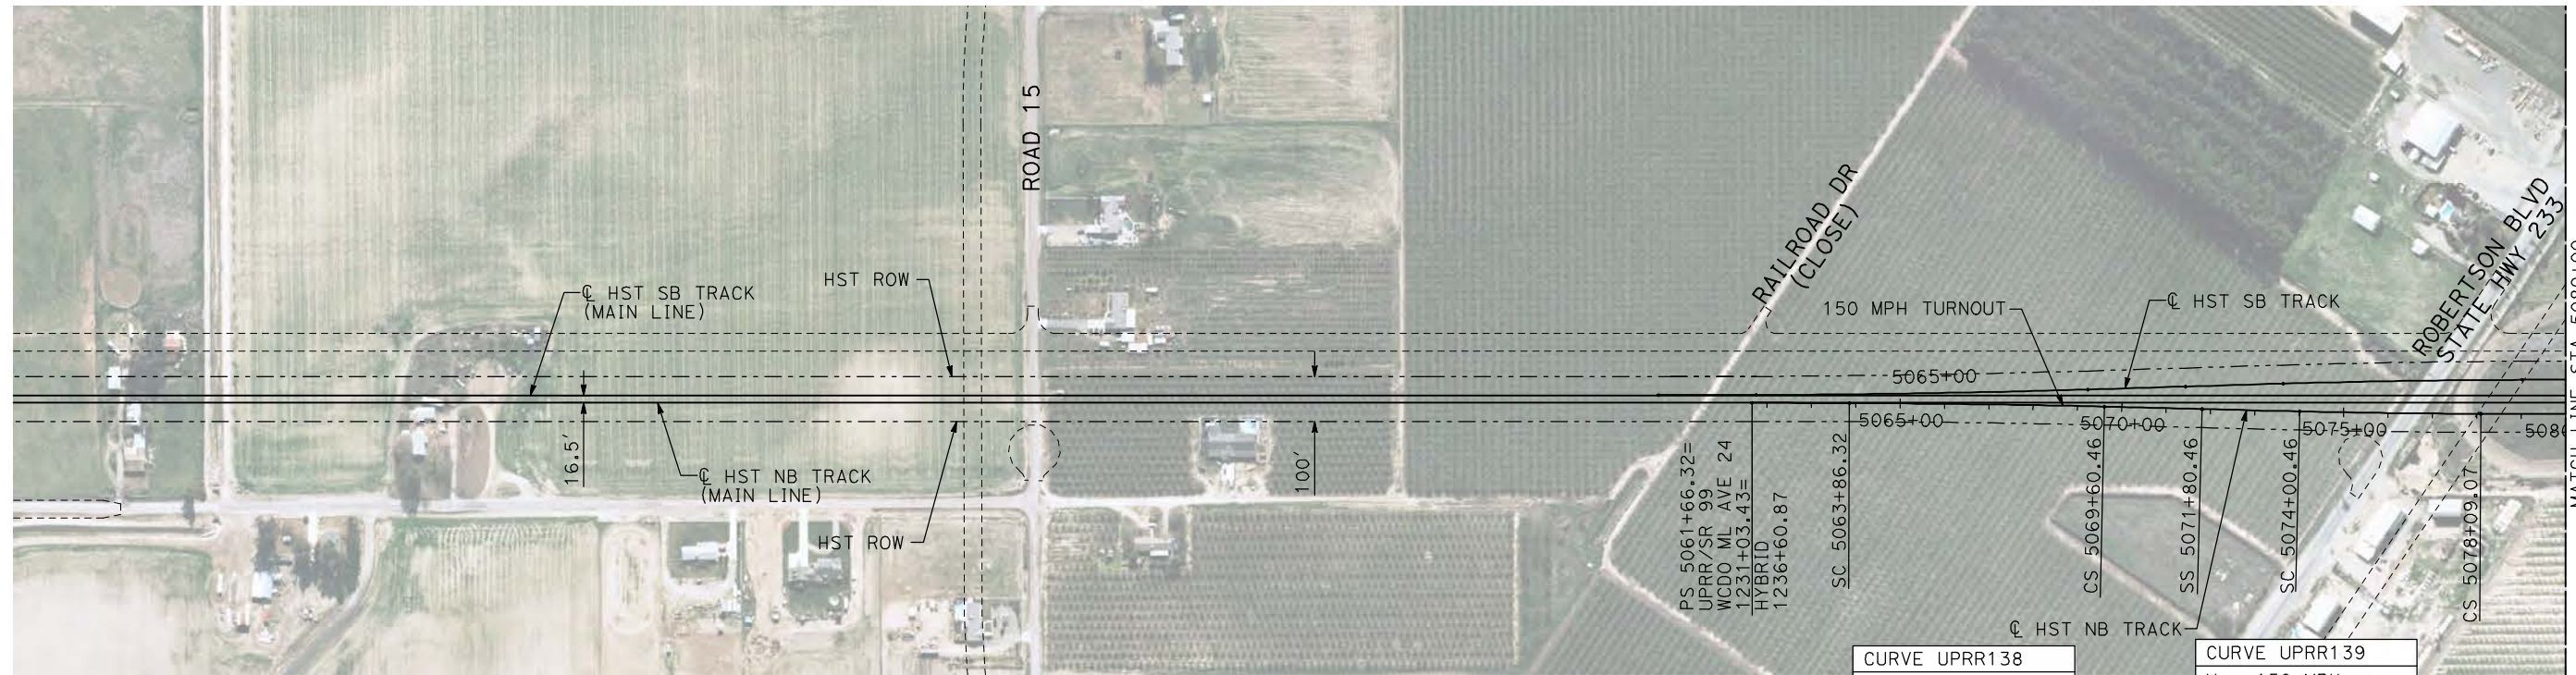 ROAD 15
HST ROW
℄ HST SB TRACK
(MAIN LINE)
16.5'
℄ HST NB TRACK
(MAIN LINE)
HST ROW
100'
RAILROAD DR
(CLOSE)
150 MPH TURNOUT
℄ HST SB TRACK
ROBERTSON BLVD
STATE HWY 233
5065+00
5065+00
5070+00
5075+00
PS 5061+66.32=
UPRR/SR 99
WCDO ML AVE 24
1231+03.43=
HYBRID
1236+60.87
SC 5063+86.32
CS 5069+60.46
SS 5071+80.46
SC 5074+00.46
CS 5078+09.07
℄ HST NB TRACK
CURVE UPRR138
CURVE UPRR139